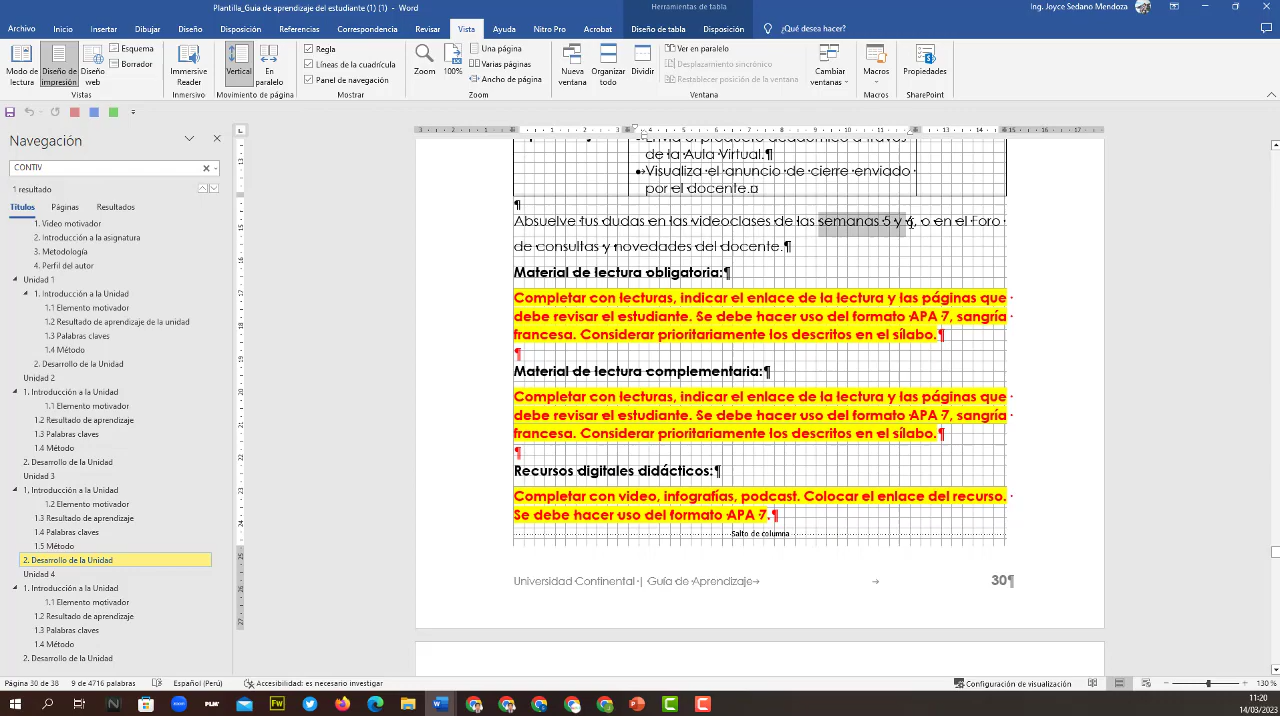 Plantilla_Guia de aprendizaje del estudiante (1) (1) - Word
Herramientas de tabla
Ing. Joyce Sedano Mendoza
Archivo Inicio Insertar Dibujar Diseño Disposición Referencias Correspondencia Revisar Vista Ayuda Nitro Pro Acrobat Diseño de tabla Disposición ¿Qué desea hacer?
Modo de lectura
Diseño de impresión
Diseño web
Esquema
Borrador
Vistas
Immersive Reader
Inmersivo
Vertical
En paralelo
Movimiento de página
Regla
Líneas de la cuadrícula
Panel de navegación
Mostrar
Zoom
100%
Una página
Varias páginas
Ancho de página
Zoom
Nueva ventana
Organizar todo
Dividir
Ver en paralelo
Desplazamiento sincrónico
Restablecer posición de la ventana
Ventana
Cambiar ventanas
Macros
Macros
Propiedades
SharePoint
Navegación
CONTIV
1 resultado
Títulos Páginas Resultados
1. Video motivador
2. Introducción a la asignatura
3. Metodología
4. Perfil del autor
Unidad 1
1. Introducción a la Unidad
1.1 Elemento motivador
1.2 Resultado de aprendizaje de la unidad
1.3 Palabras claves
1.4 Método
2. Desarrollo de la Unidad
Unidad 2
1. Introducción a la Unidad
1.1 Elemento motivador
1.2 Resultado de aprendizaje
1.3 Palabras claves
1.4 Método
2. Desarrollo de la Unidad
Unidad 3
1. Introducción a la Unidad
1.2 Elemento motivador
1.3 Resultado de aprendizaje
1.4 Palabras claves
1.5 Método
2. Desarrollo de la Unidad
Unidad 4
1. Introducción a la Unidad
1.1 Elemento motivador
1.2 Resultado de aprendizaje
1.3 Palabras claves
1.4 Método
2. Desarrollo de la Unidad
Envía el producto académico a través
de la Aula Virtual.¶
Visualiza el anuncio de cierre enviado
por el docente.¤
¶
Absuelve tus dudas en las videoclases de las semanas 5 y 6, o en el Foro
de consultas y novedades del docente.¶
Material de lectura obligatoria:¶
Completar con lecturas, indicar el enlace de la lectura y las páginas que
debe revisar el estudiante. Se debe hacer uso del formato APA 7, sangría
francesa. Considerar prioritariamente los descritos en el sílabo.¶
¶
Material de lectura complementaria:¶
Completar con lecturas, indicar el enlace de la lectura y las páginas que
debe revisar el estudiante. Se debe hacer uso del formato APA 7, sangría
francesa. Considerar prioritariamente los descritos en el sílabo.¶
¶
Recursos digitales didácticos:¶
Completar con video, infografías, podcast. Colocar el enlace del recurso.
Se debe hacer uso del formato APA 7.¶
Salto de columna
Universidad Continental | Guía de Aprendizaje→ → 30¶
Página 30 de 38 9 de 4716 palabras Español (Perú) Accesibilidad: es necesario investigar Configuración de visualización 130 %
11:20
14/03/2023